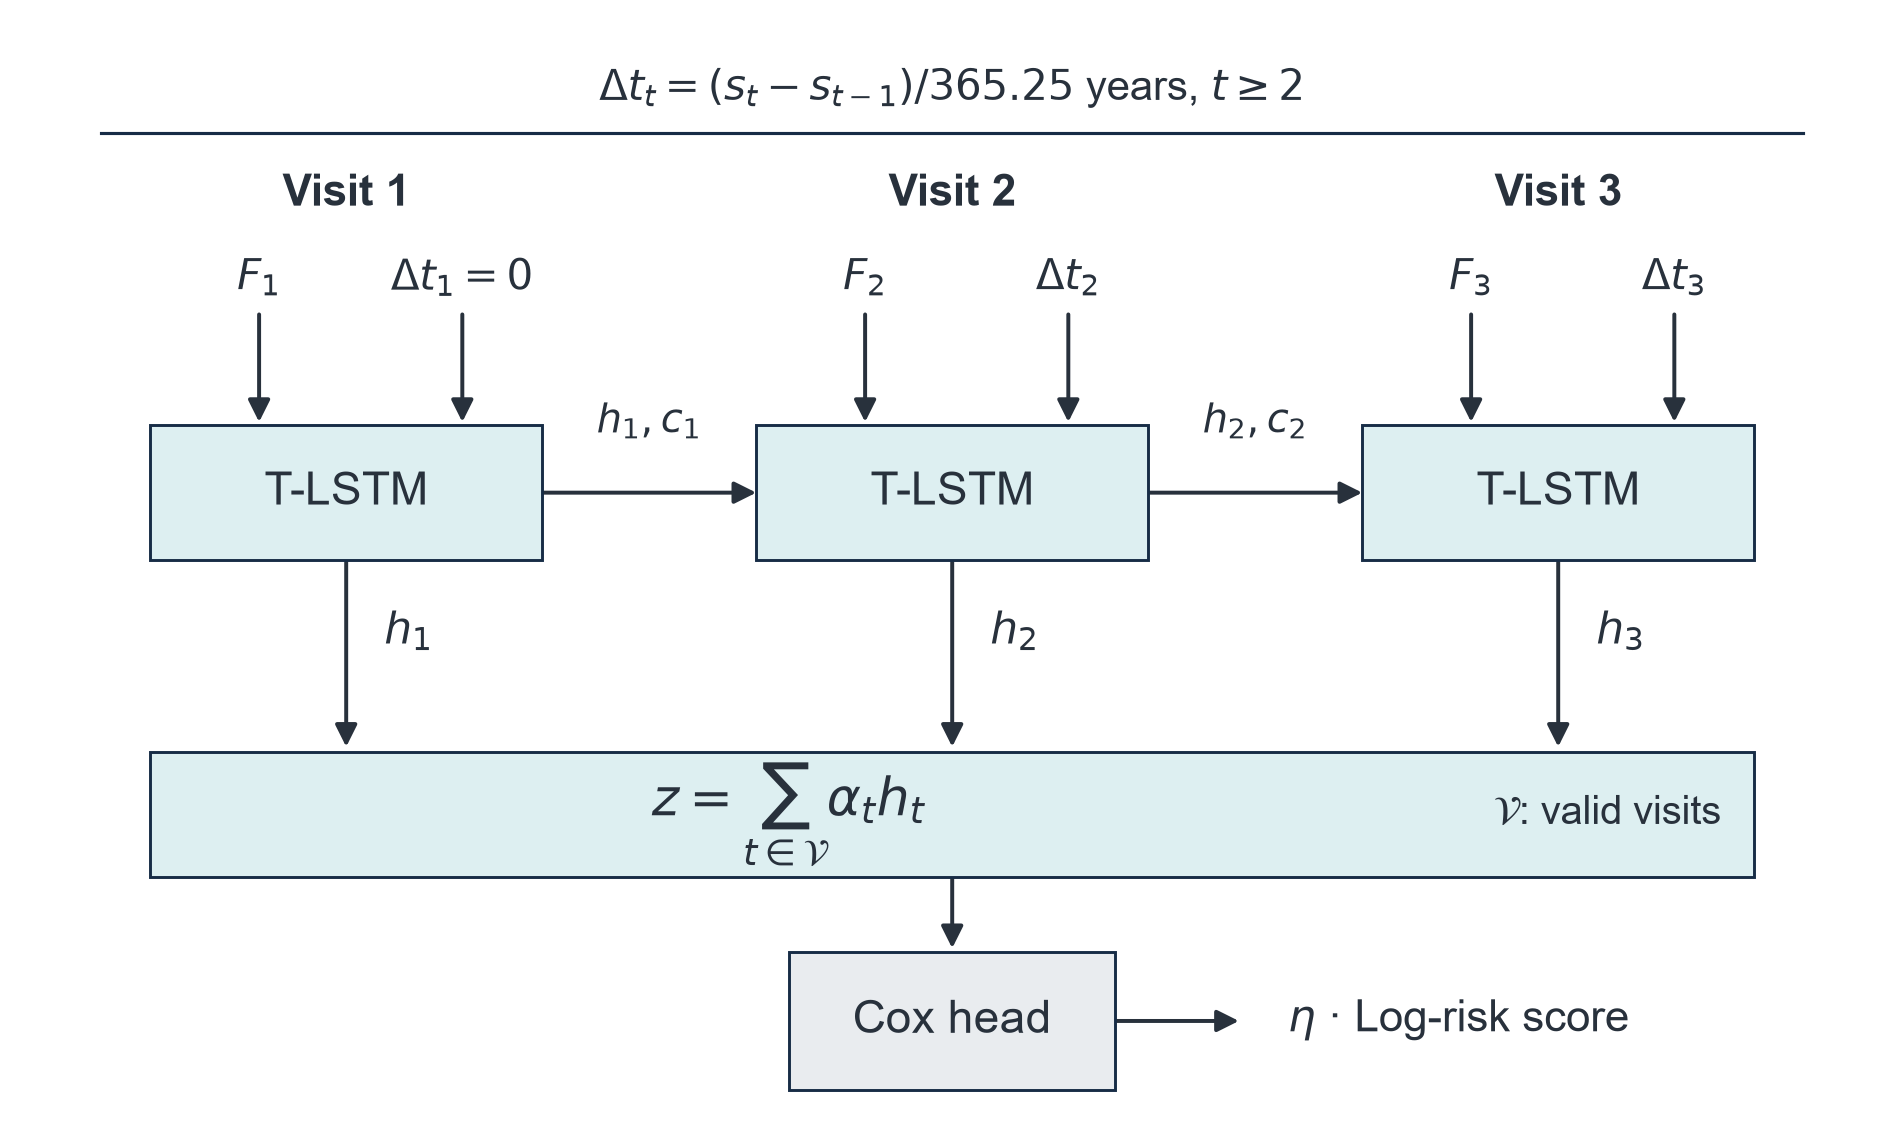 Δt_t = (s_t − s_{t−1})/365.25 years, t ≥ 2
Visit 1 Visit 2 Visit 3
F_1 Δt_1 = 0 F_2 Δt_2 F_3 Δt_3
h_1, c_1 h_2, c_2
T-LSTM T-LSTM T-LSTM
h_1 h_2 h_3
z = ∑_{t∈𝒱} α_t h_t 𝒱: valid visits
Cox head η · Log-risk score